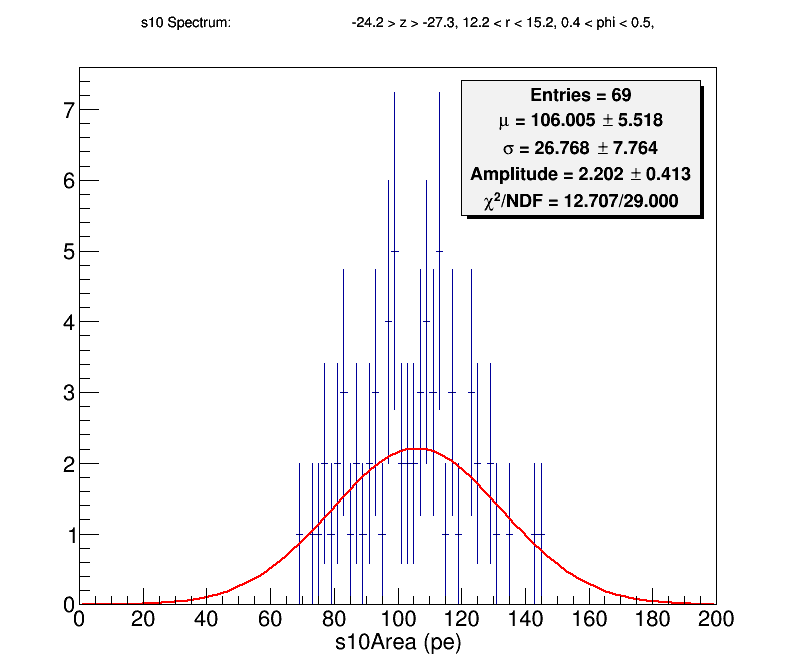 s10 Spectrum: -24.2 > z > -27.3, 12.2 < r < 15.2, 0.4 < phi < 0.5,
Entries = 69
μ = 106.005 ± 5.518
σ = 26.768 ± 7.764
Amplitude = 2.202 ± 0.413
χ²/NDF = 12.707/29.000
7
6
5
4
3
2
1
0
0 20 40 60 80 100 120 140 160 180 200
s10Area (pe)